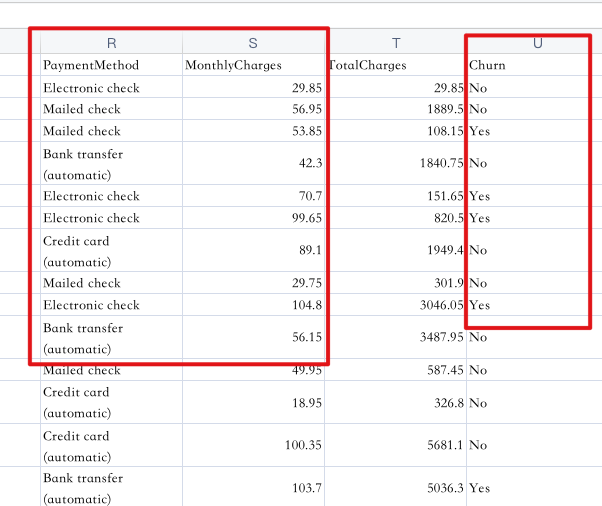 R S T U
PaymentMethod MonthlyCharges TotalCharges Churn
Electronic check 29.85 29.85 No
Mailed check 56.95 1889.5 No
Mailed check 53.85 108.15 Yes
Bank transfer
(automatic) 42.3 1840.75 No
Electronic check 70.7 151.65 Yes
Electronic check 99.65 820.5 Yes
Credit card
(automatic) 89.1 1949.4 No
Mailed check 29.75 301.9 No
Electronic check 104.8 3046.05 Yes
Bank transfer
(automatic) 56.15 3487.95 No
Mailed check 49.95 587.45 No
Credit card
(automatic) 18.95 326.8 No
Credit card
(automatic) 100.35 5681.1 No
Bank transfer
(automatic) 103.7 5036.3 Yes